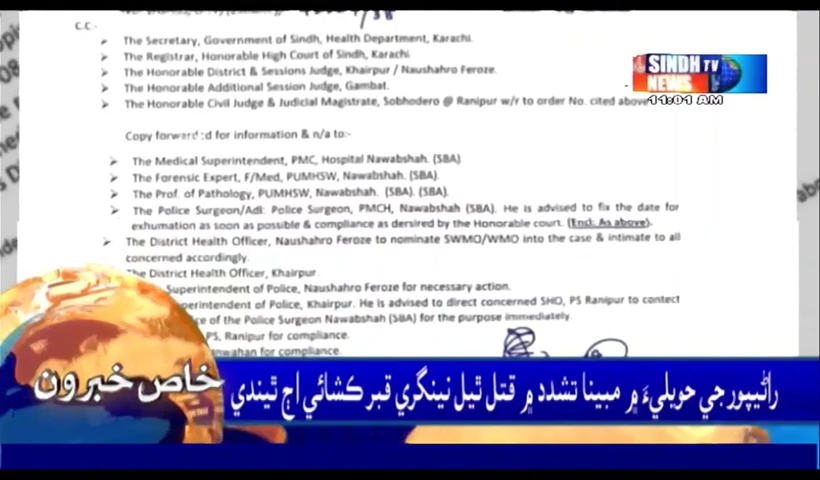 C.C.-
➢ The Secretary, Government of Sindh, Health Department, Karachi.
➢ The Registrar, Honorable High Court of Sindh, Karachi
➢ The Honorable District & Sessions Judge, Khairpur / Naushahro Feroze.
➢ The Honorable Additional Session Judge, Gambat.
➢ The Honorable Civil Judge & Judicial Magistrate, Sobhodero @ Ranipur w/r to order No. cited above
SINDH TV
NEWS
11:01 AM
Copy forwarded for information & n/a to:-
➢ The Medical Superintendent, PMC, Hospital Nawabshah. (SBA)
➢ The Forensic Expert, F/Med, PUMHSW, Nawabshah. (SBA).
➢ The Prof. of Pathology, PUMHSW, Nawabshah. (SBA). (SBA).
➢ The Police Surgeon/Adl: Police Surgeon, PMCH, Nawabshah (SBA). He is advised to fix the date for
exhumation as soon as possible & compliance as dersired by the Honorable court. (Encl: As above).
➢ The District Health Officer, Naushahro Feroze to nominate SWMO/WMO into the case & intimate to all
concerned accordingly.
The District Health Officer, Khairpur.
Superintendent of Police, Naushahro Feroze for necessary action.
perintendent of Police, Khairpur. He is advised to direct concerned SHO, PS Ranipur to contect
ce of the Police Surgeon Nawabshah (SBA) for the purpose immediately.
PS, Ranipur for compliance.
anwahan for compliance.
خاص خبرون
راڻيپور جي حويليءَ ۾ مبينا تشدد ۾ قتل ٿيل نينگري قبر ڪشائي اڄ ٿيندي